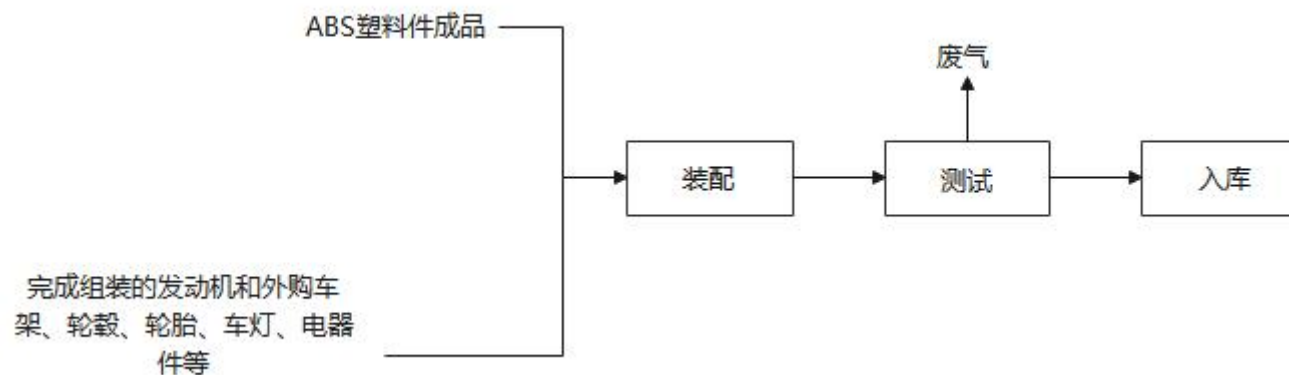 ABS塑料件成品
废气
装配
测试
入库
完成组装的发动机和外购车
架、轮毂、轮胎、车灯、电器
件等